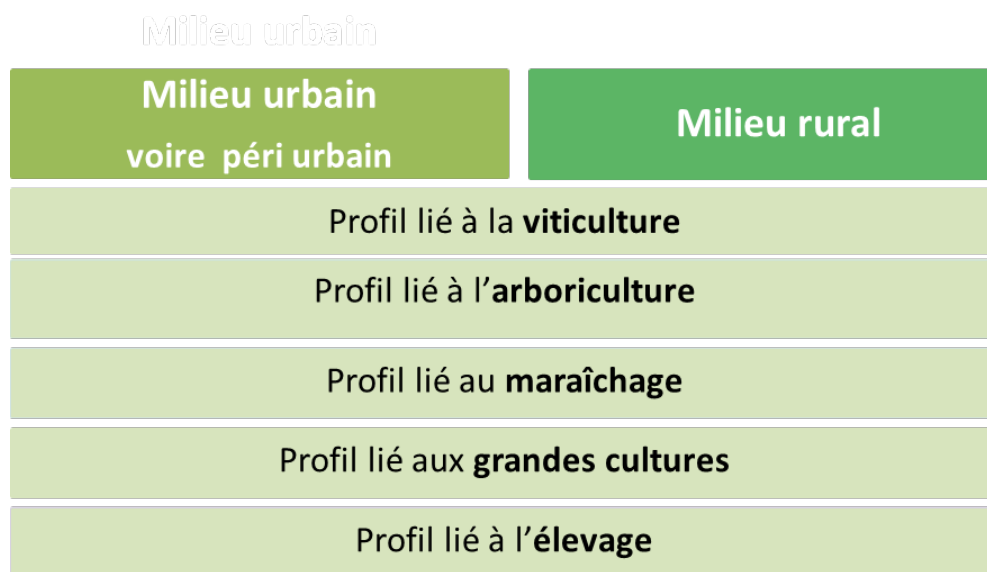 Milieu urbain
Milieu urbain
voire péri urbain
Milieu rural
Profil lié à la viticulture
Profil lié à l’arboriculture
Profil lié au maraîchage
Profil lié aux grandes cultures
Profil lié à l’élevage